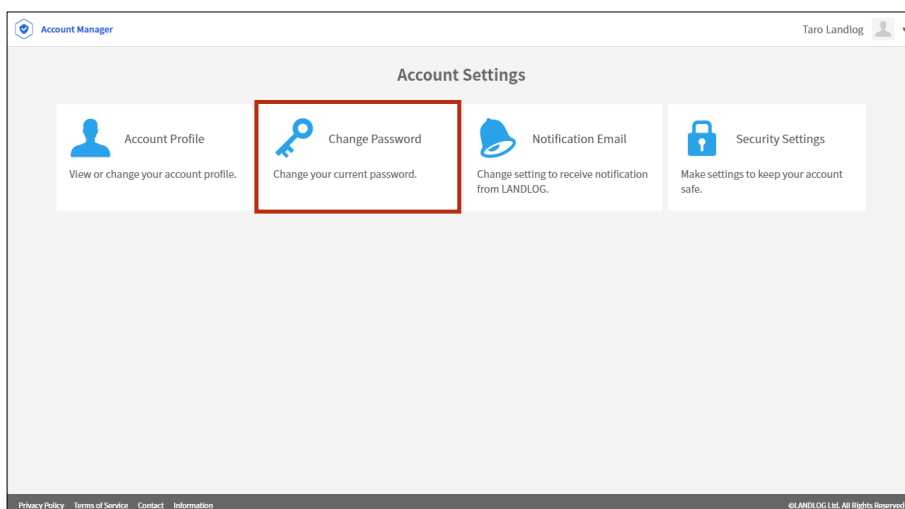 Account Manager
Taro Landlog
Account Settings
Account Profile
View or change your account profile.
Change Password
Change your current password.
Notification Email
Change setting to receive notification
from LANDLOG.
Security Settings
Make settings to keep your account
safe.
Privacy Policy Terms of Service Contact Information
©LANDLOG Ltd. All Rights Reserved